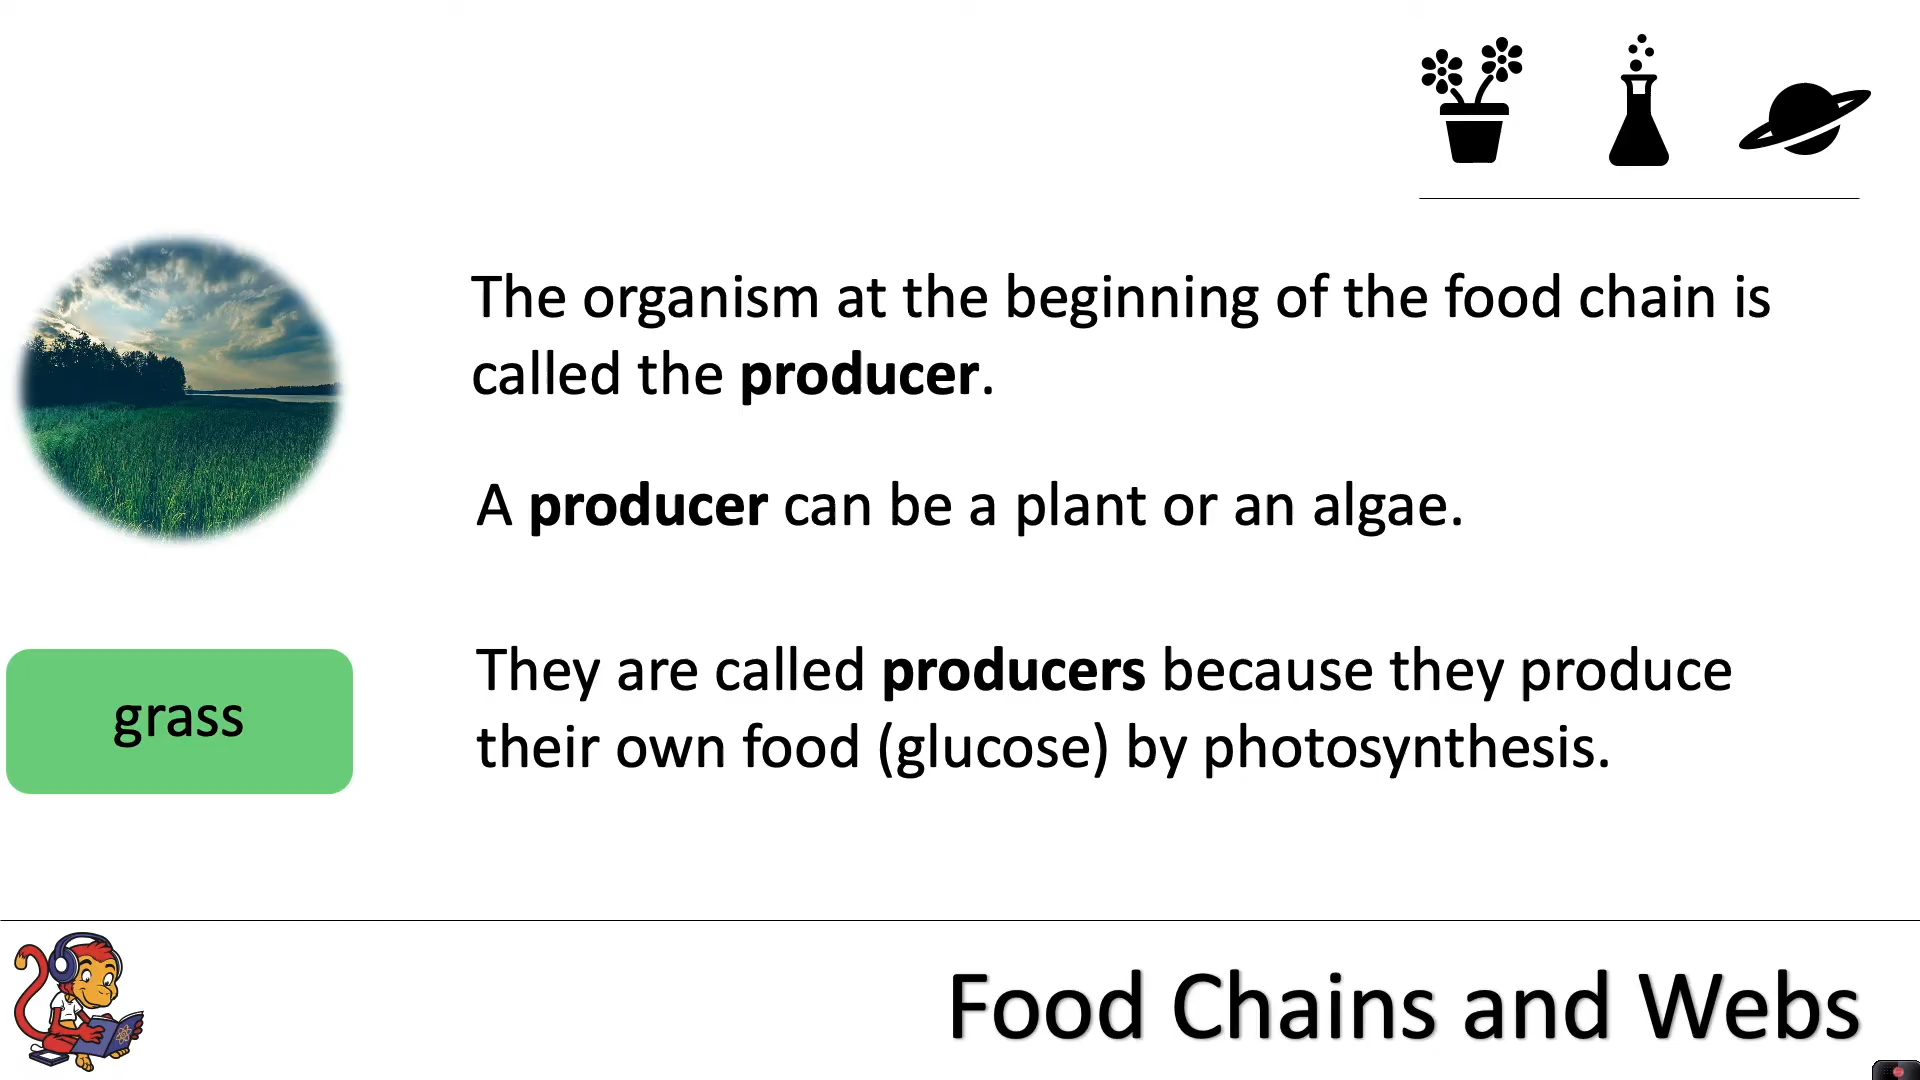 The organism at the beginning of the food chain is
called the producer.
A producer can be a plant or an algae.
grass
They are called producers because they produce
their own food (glucose) by photosynthesis.
Food Chains and Webs